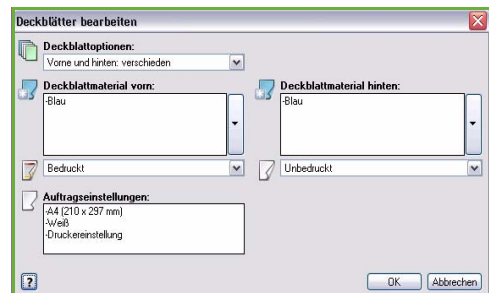 Deckblätter bearbeiten
Deckblattoptionen:
Vorne und hinten: verschieden
Deckblattmaterial vorn:
-Blau
Bedruckt
Deckblattmaterial hinten:
-Blau
Unbedruckt
Auftragseinstellungen:
-A4 (210 x 297 mm)
-Weiß
-Druckereinstellung
?
OK
Abbrechen